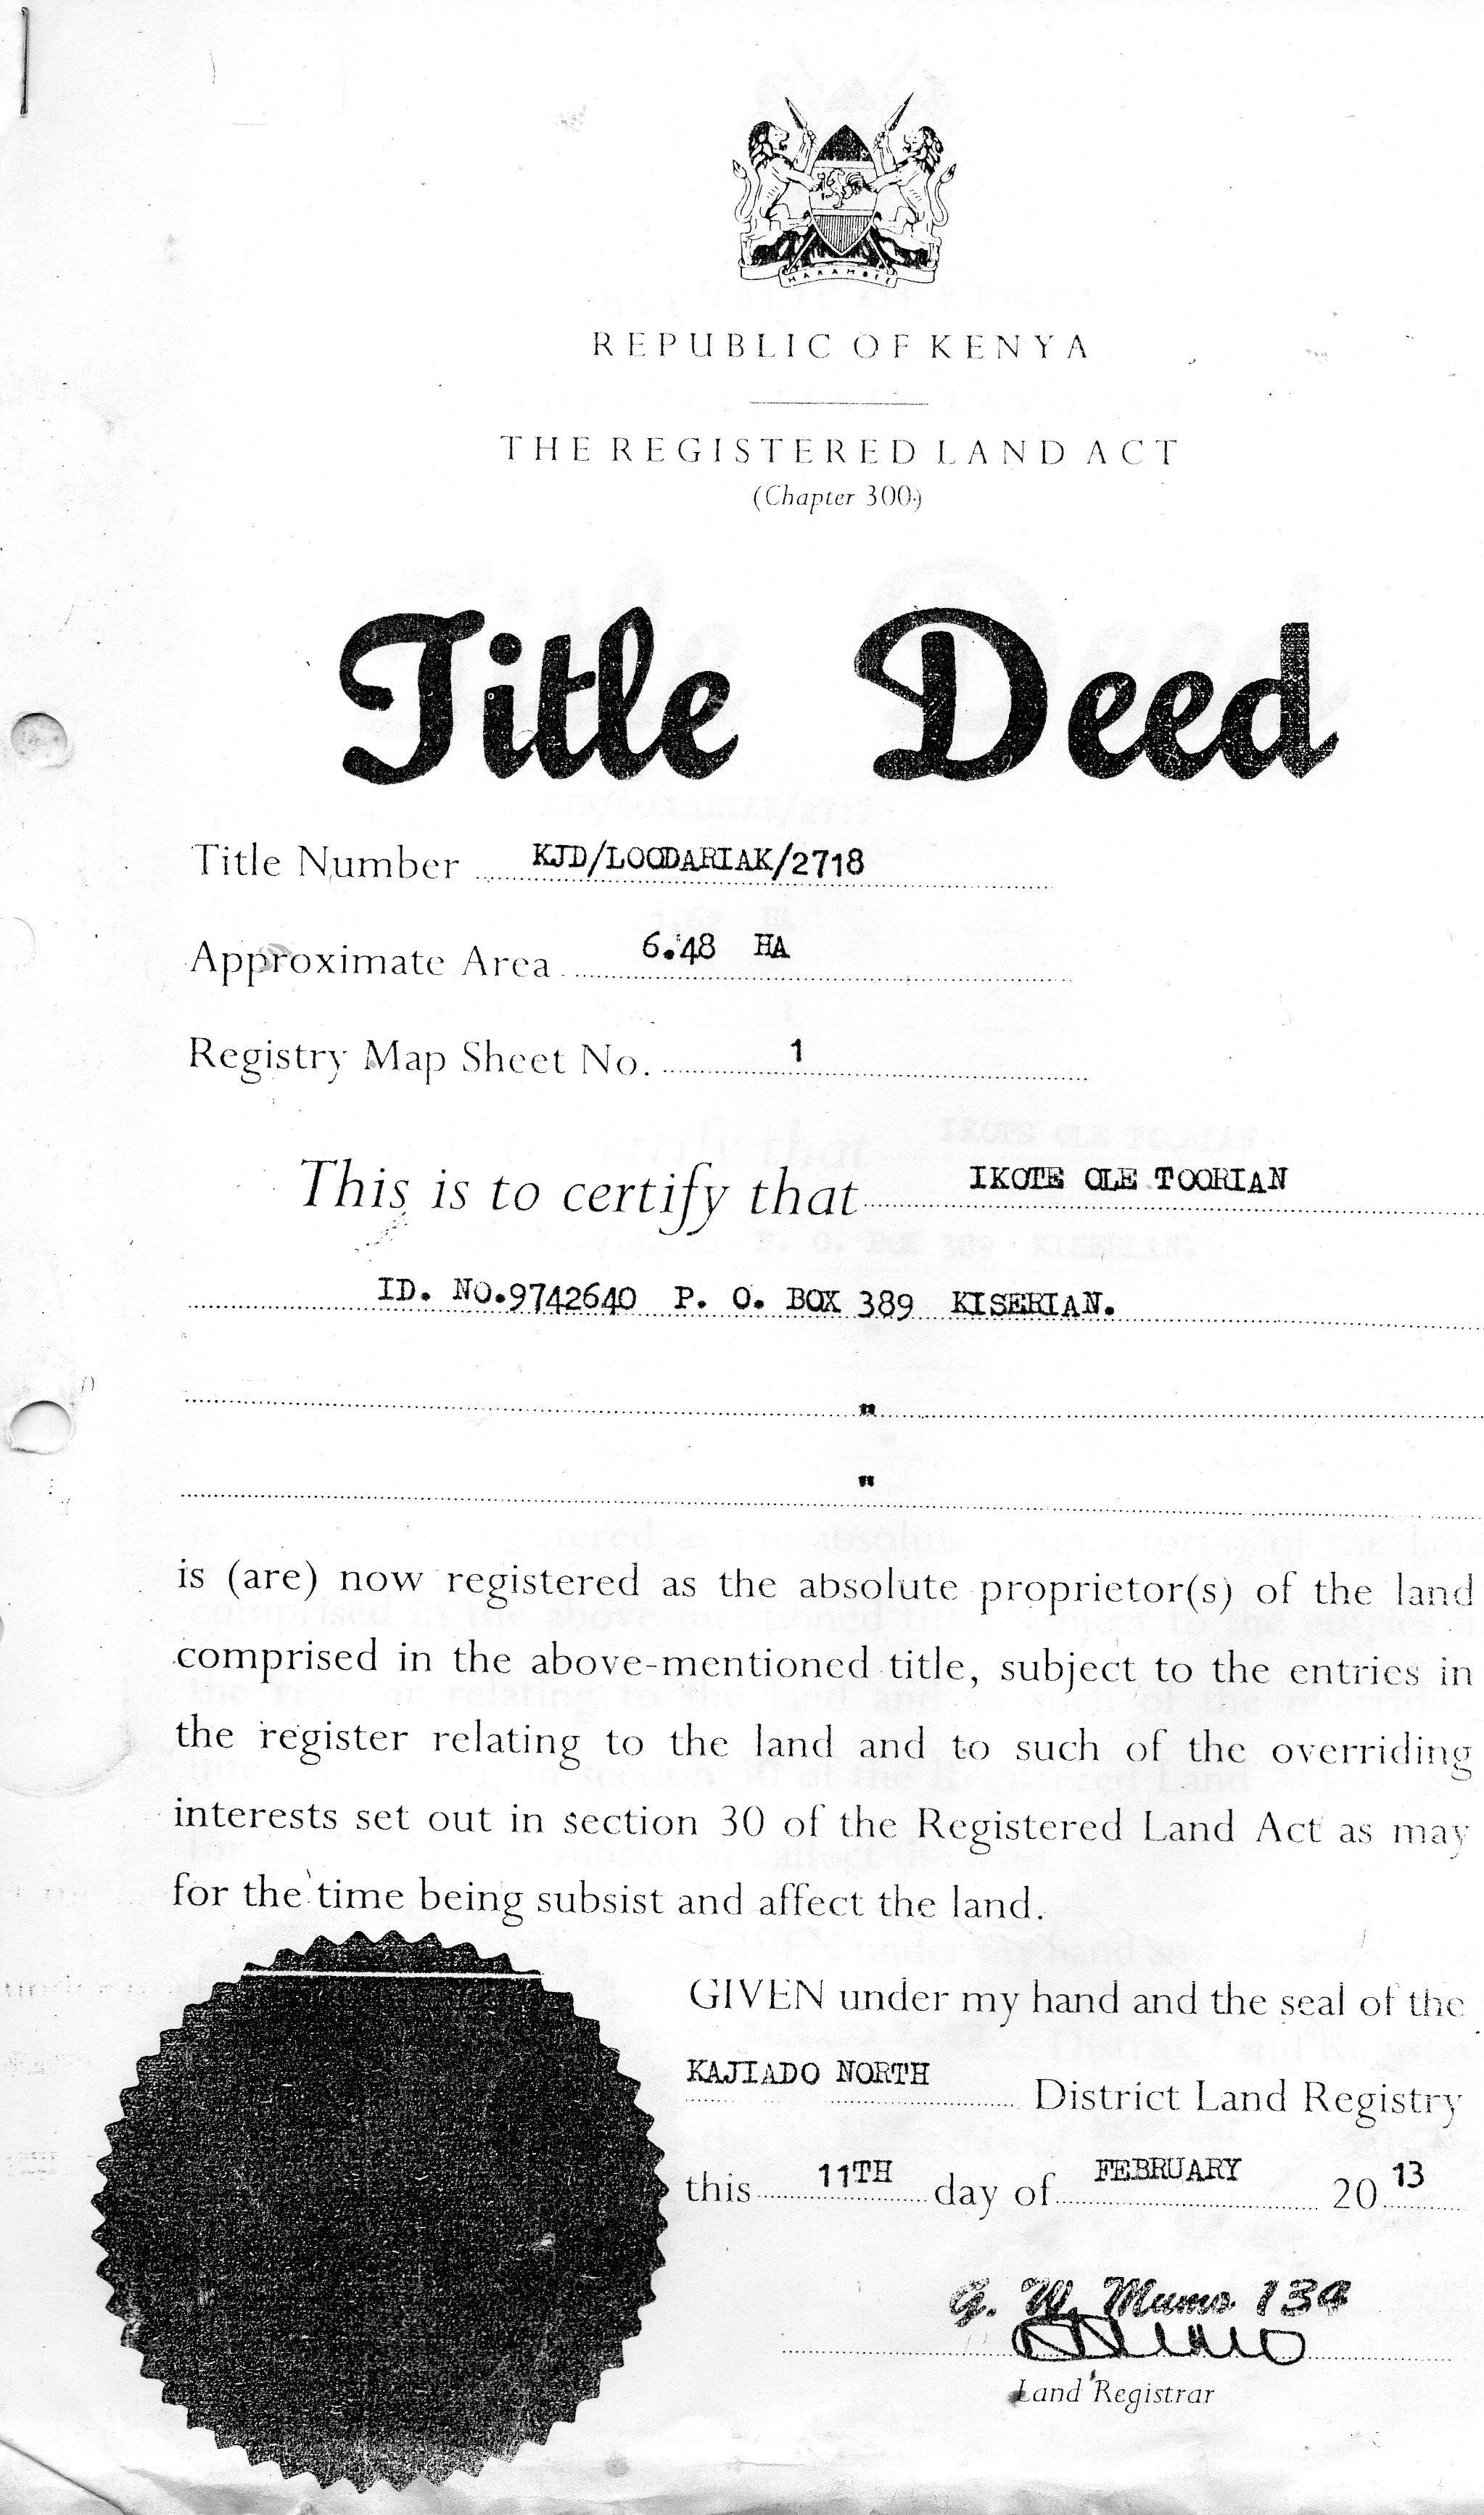 HARAMBEE
REPUBLIC OF KENYA
THE REGISTERED LAND ACT
(Chapter 300)
Title Deed
Title Number KJD/LOODARIAK/2718
Approximate Area 6.48 HA
Registry Map Sheet No. 1
This is to certify that IKOTE OLE TOORIAN
ID. NO.9742640 P. O. BOX 389 KISERIAN.
"
"
is (are) now registered as the absolute proprietor(s) of the land
comprised in the above-mentioned title, subject to the entries in
the register relating to the land and to such of the overriding
interests set out in section 30 of the Registered Land Act as may
for the time being subsist and affect the land.
GIVEN under my hand and the seal of the
KAJIADO NORTH District Land Registry
this 11TH day of FEBRUARY 20 13
G. W. Mumo 134
Land Registrar